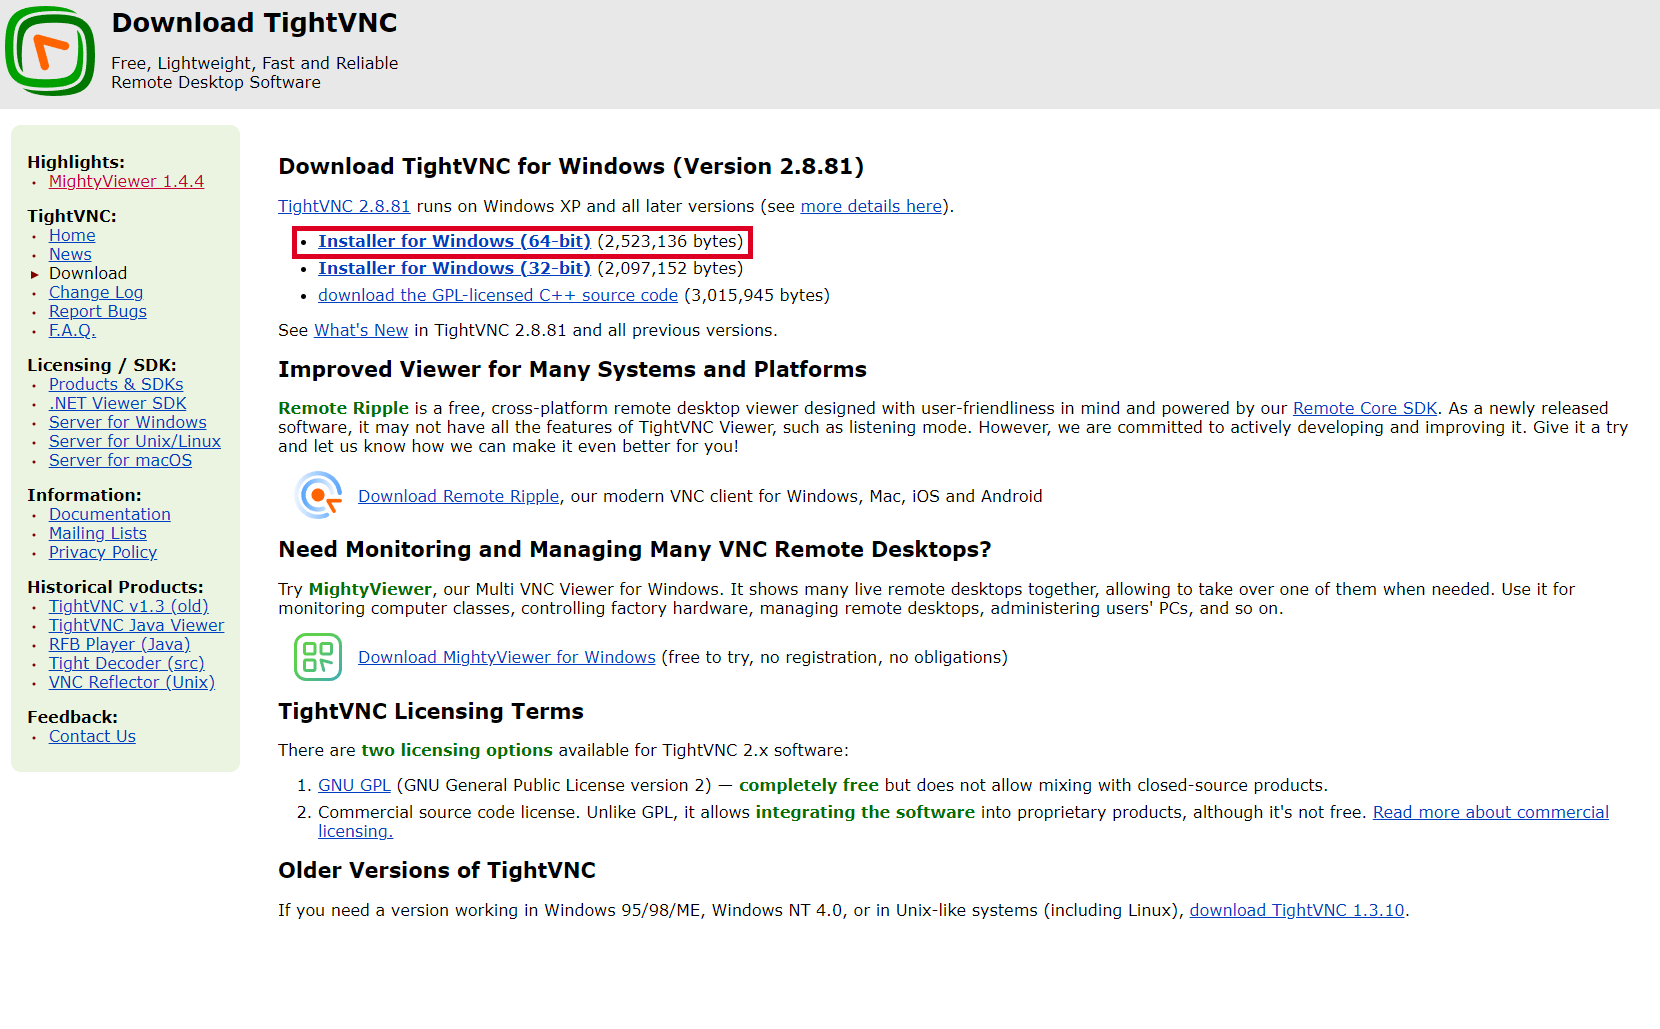 Download TightVNC
Free, Lightweight, Fast and Reliable
Remote Desktop Software
Highlights:
MightyViewer 1.4.4
TightVNC:
Home
News
Download
Change Log
Report Bugs
F.A.Q.
Licensing / SDK:
Products & SDKs
.NET Viewer SDK
Server for Windows
Server for Unix/Linux
Server for macOS
Information:
Documentation
Mailing Lists
Privacy Policy
Historical Products:
TightVNC v1.3 (old)
TightVNC Java Viewer
RFB Player (Java)
Tight Decoder (src)
VNC Reflector (Unix)
Feedback:
Contact Us
Download TightVNC for Windows (Version 2.8.81)
TightVNC 2.8.81 runs on Windows XP and all later versions (see more details here).
• Installer for Windows (64-bit) (2,523,136 bytes)
• Installer for Windows (32-bit) (2,097,152 bytes)
• download the GPL-licensed C++ source code (3,015,945 bytes)
See What's New in TightVNC 2.8.81 and all previous versions.
Improved Viewer for Many Systems and Platforms
Remote Ripple is a free, cross-platform remote desktop viewer designed with user-friendliness in mind and powered by our Remote Core SDK. As a newly released
software, it may not have all the features of TightVNC Viewer, such as listening mode. However, we are committed to actively developing and improving it. Give it a try
and let us know how we can make it even better for you!
Download Remote Ripple, our modern VNC client for Windows, Mac, iOS and Android
Need Monitoring and Managing Many VNC Remote Desktops?
Try MightyViewer, our Multi VNC Viewer for Windows. It shows many live remote desktops together, allowing to take over one of them when needed. Use it for
monitoring computer classes, controlling factory hardware, managing remote desktops, administering users' PCs, and so on.
Download MightyViewer for Windows (free to try, no registration, no obligations)
TightVNC Licensing Terms
There are two licensing options available for TightVNC 2.x software:
1. GNU GPL (GNU General Public License version 2) — completely free but does not allow mixing with closed-source products.
2. Commercial source code license. Unlike GPL, it allows integrating the software into proprietary products, although it's not free. Read more about commercial
licensing.
Older Versions of TightVNC
If you need a version working in Windows 95/98/ME, Windows NT 4.0, or in Unix-like systems (including Linux), download TightVNC 1.3.10.